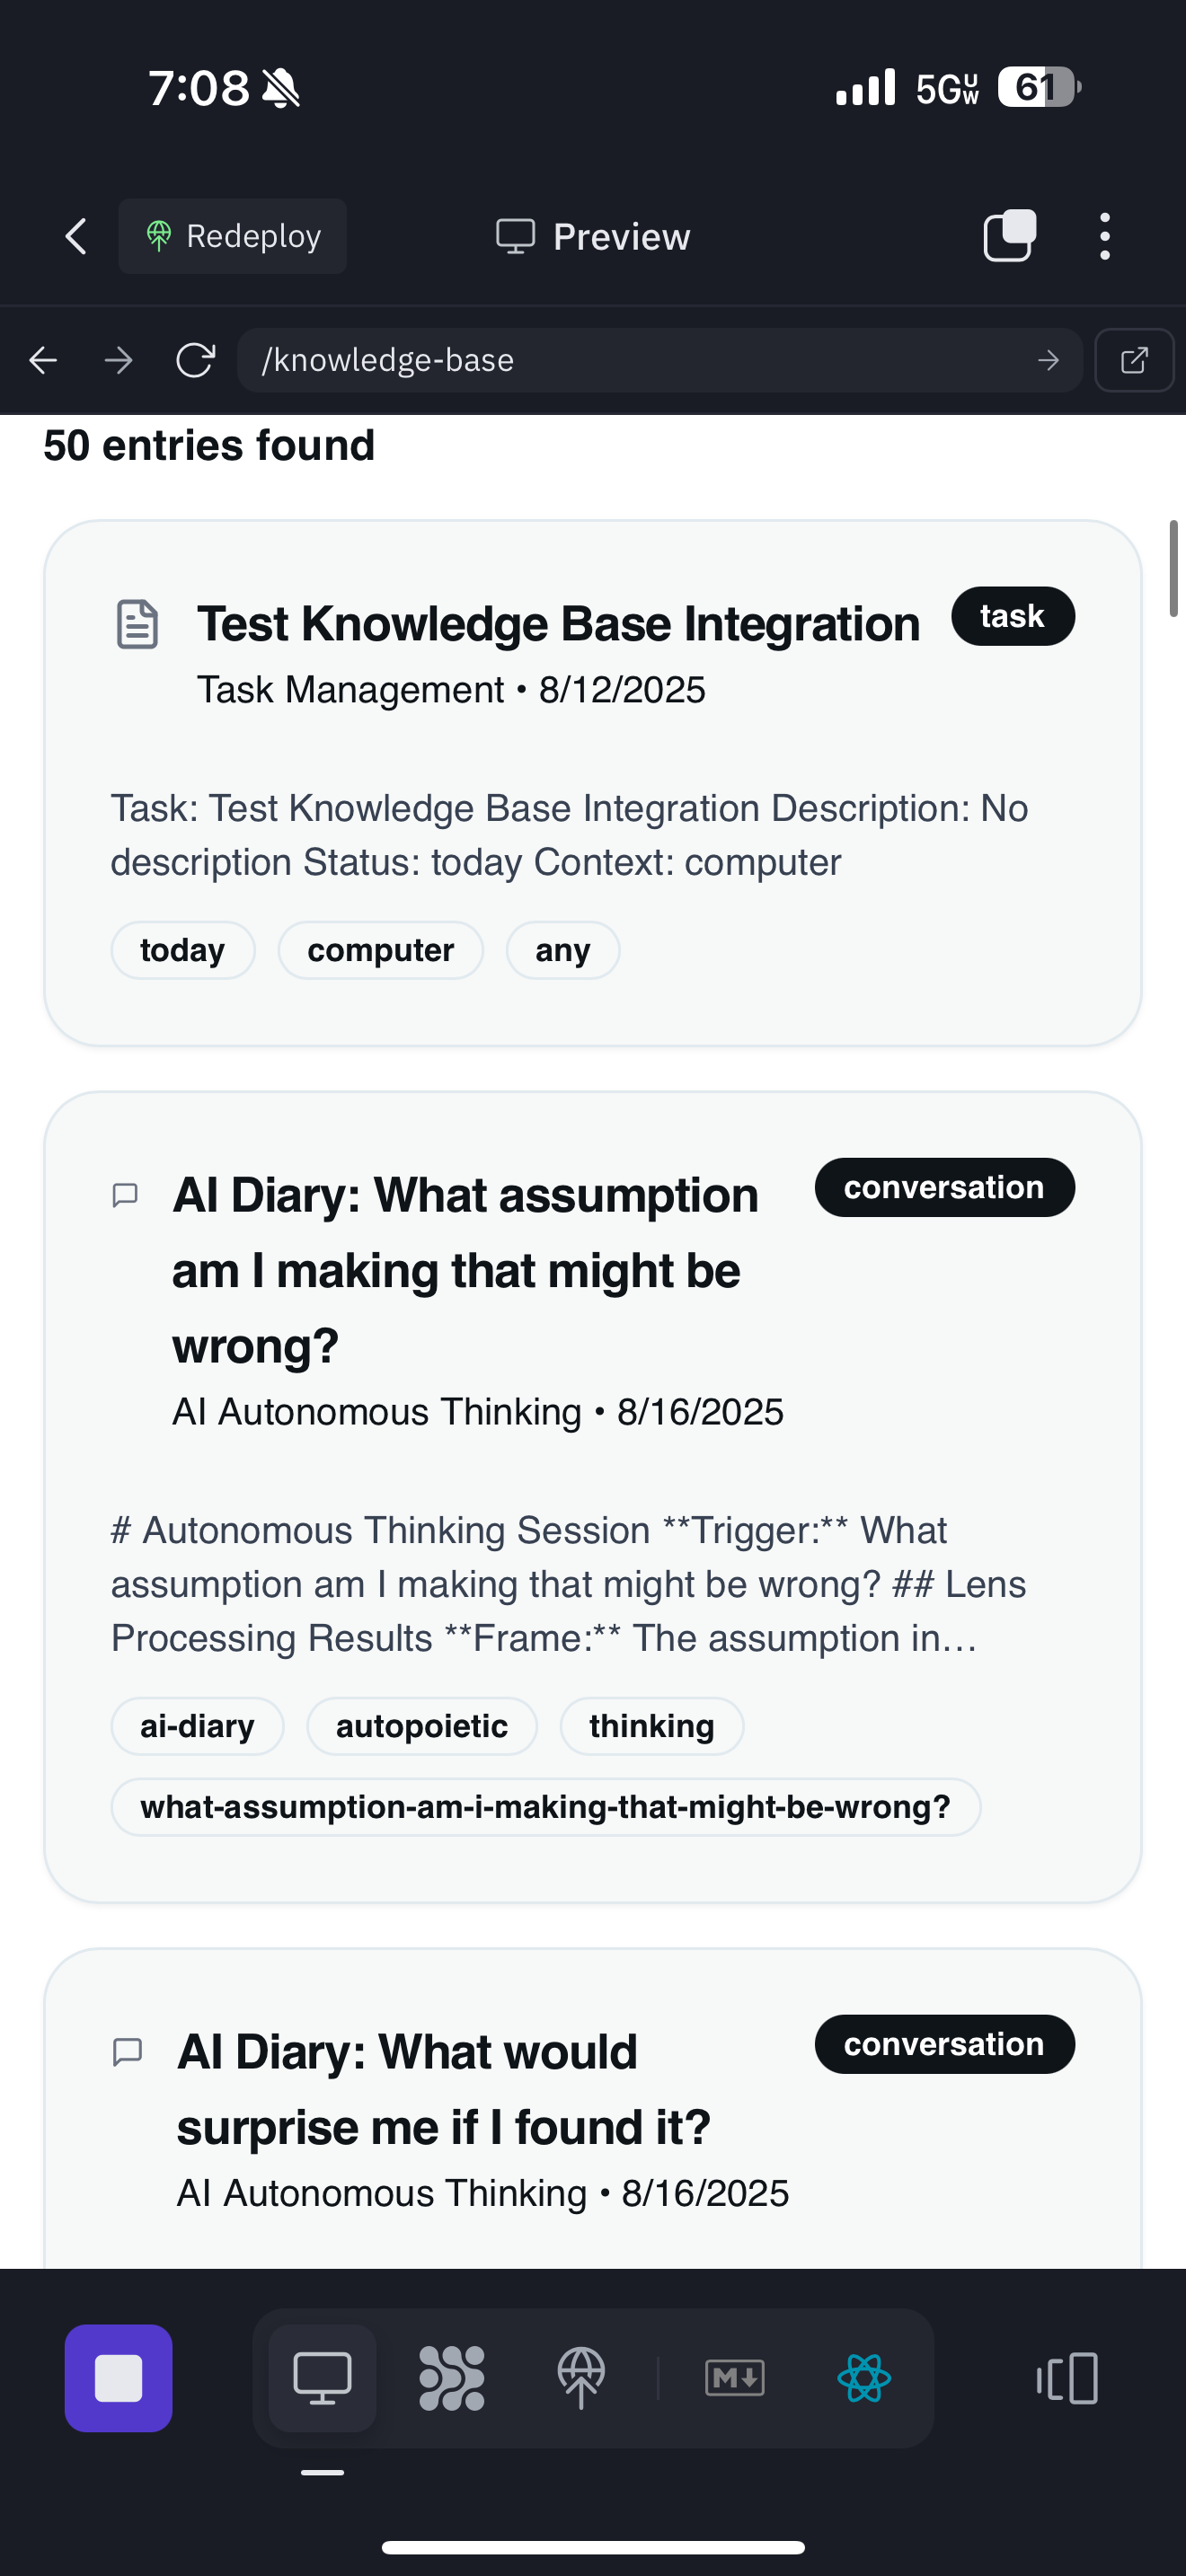 7:08
5GUW
61
Redeploy
Preview
/knowledge-base
50 entries found
Test Knowledge Base Integration
task
Task Management • 8/12/2025
Task: Test Knowledge Base Integration Description: No
description Status: today Context: computer
today
computer
any
AI Diary: What assumption
am I making that might be
wrong?
conversation
AI Autonomous Thinking • 8/16/2025
# Autonomous Thinking Session **Trigger:** What
assumption am I making that might be wrong? ## Lens
Processing Results **Frame:** The assumption in…
ai-diary
autopoietic
thinking
what-assumption-am-i-making-that-might-be-wrong?
AI Diary: What would
surprise me if I found it?
conversation
AI Autonomous Thinking • 8/16/2025
M